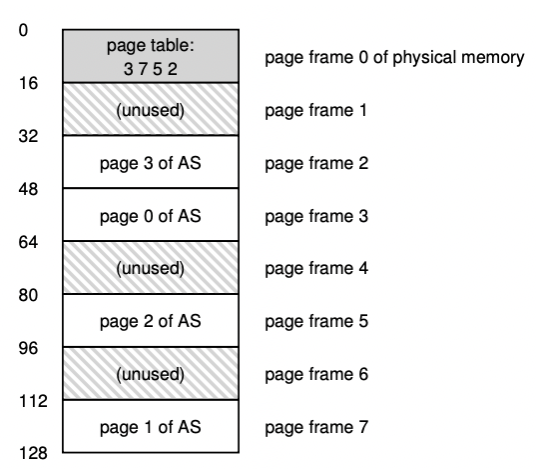 0
page table:
3 7 5 2
page frame 0 of physical memory
16
(unused)
page frame 1
32
page 3 of AS
page frame 2
48
page 0 of AS
page frame 3
64
(unused)
page frame 4
80
page 2 of AS
page frame 5
96
(unused)
page frame 6
112
page 1 of AS
page frame 7
128